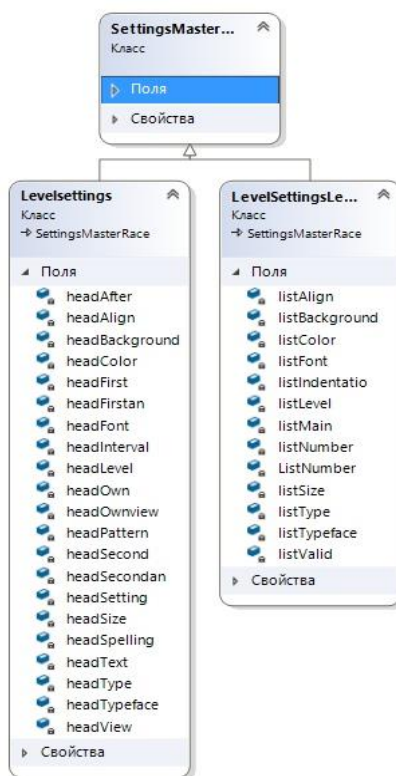 SettingsMaster...
Класс
Поля
Свойства
Levelsettings
Класс
SettingsMasterRace
Поля
headAfter
headAlign
headBackground
headColor
headFirst
headFirstan
headFont
headInterval
headLevel
headOwn
headOwnview
headPattern
headSecond
headSecondan
headSetting
headSize
headSpelling
headText
headType
headTypeface
headView
Свойства
LevelSettingsLe...
Класс
SettingsMasterRace
Поля
listAlign
listBackground
listColor
listFont
listIndentatio
listLevel
listMain
listNumber
ListNumber
listSize
listType
listTypeface
listValid
Свойства